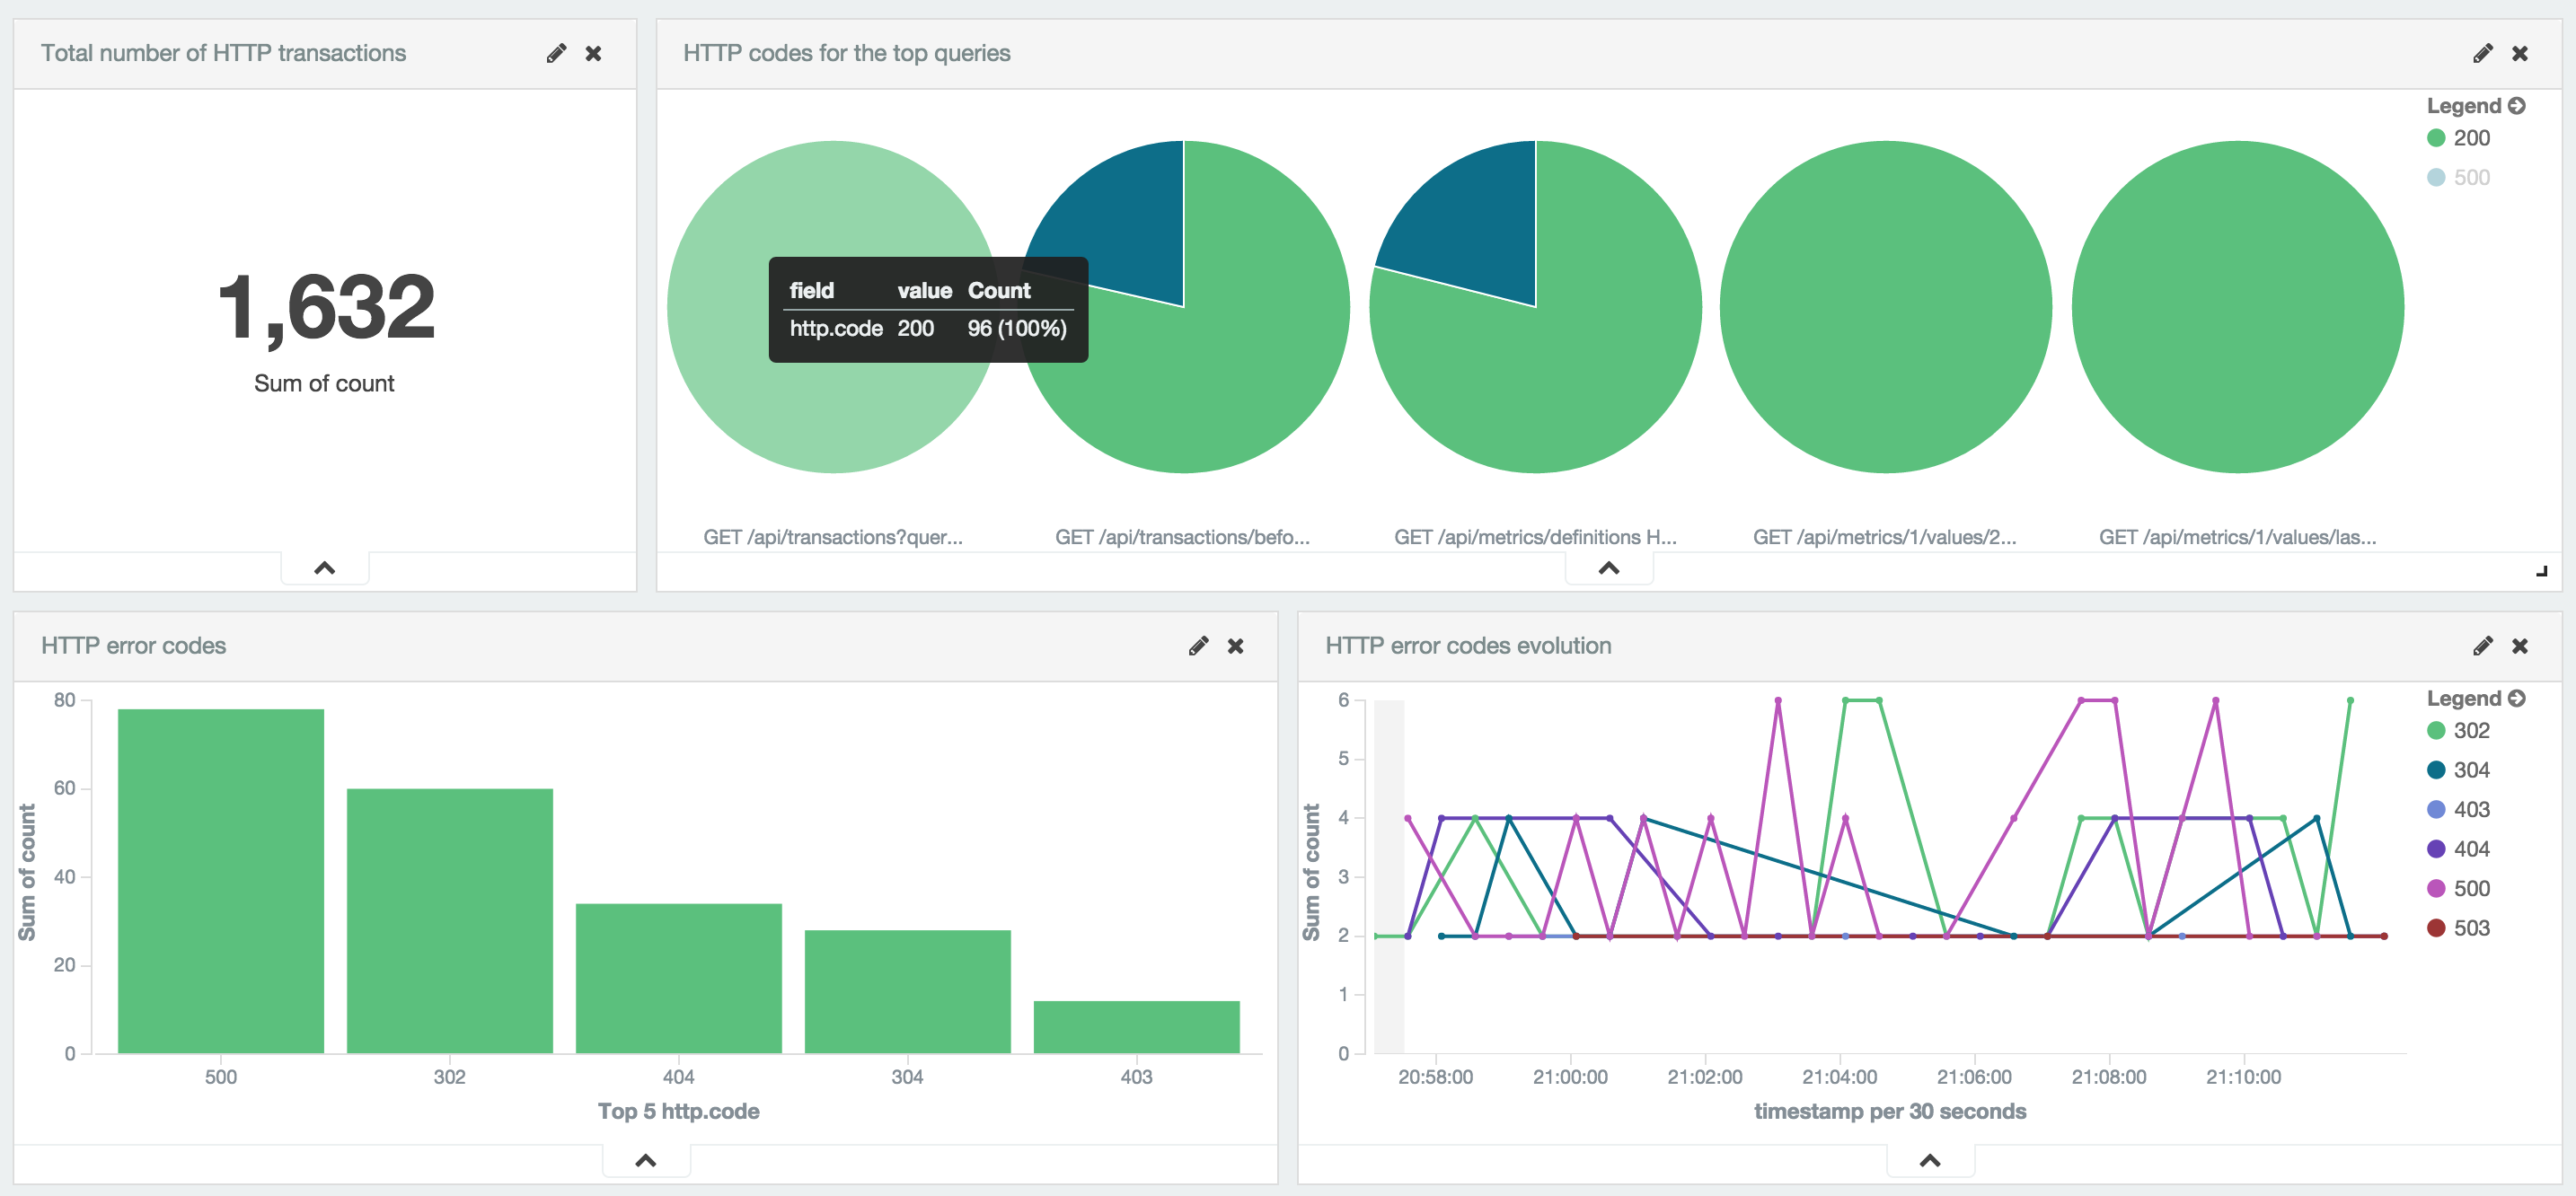 Total number of HTTP transactions
1,632
Sum of count
HTTP codes for the top queries
Legend
200
500
field value Count
http.code 200 96 (100%)
GET /api/transactions?quer...
GET /api/transactions/befo...
GET /api/metrics/definitions H...
GET /api/metrics/1/values/2...
GET /api/metrics/1/values/las...
HTTP error codes
Sum of count
80
60
40
20
0
500 302 404 304 403
Top 5 http.code
HTTP error codes evolution
Sum of count
6
5
4
3
2
1
0
20:58:00 21:00:00 21:02:00 21:04:00 21:06:00 21:08:00 21:10:00
timestamp per 30 seconds
Legend
302
304
403
404
500
503